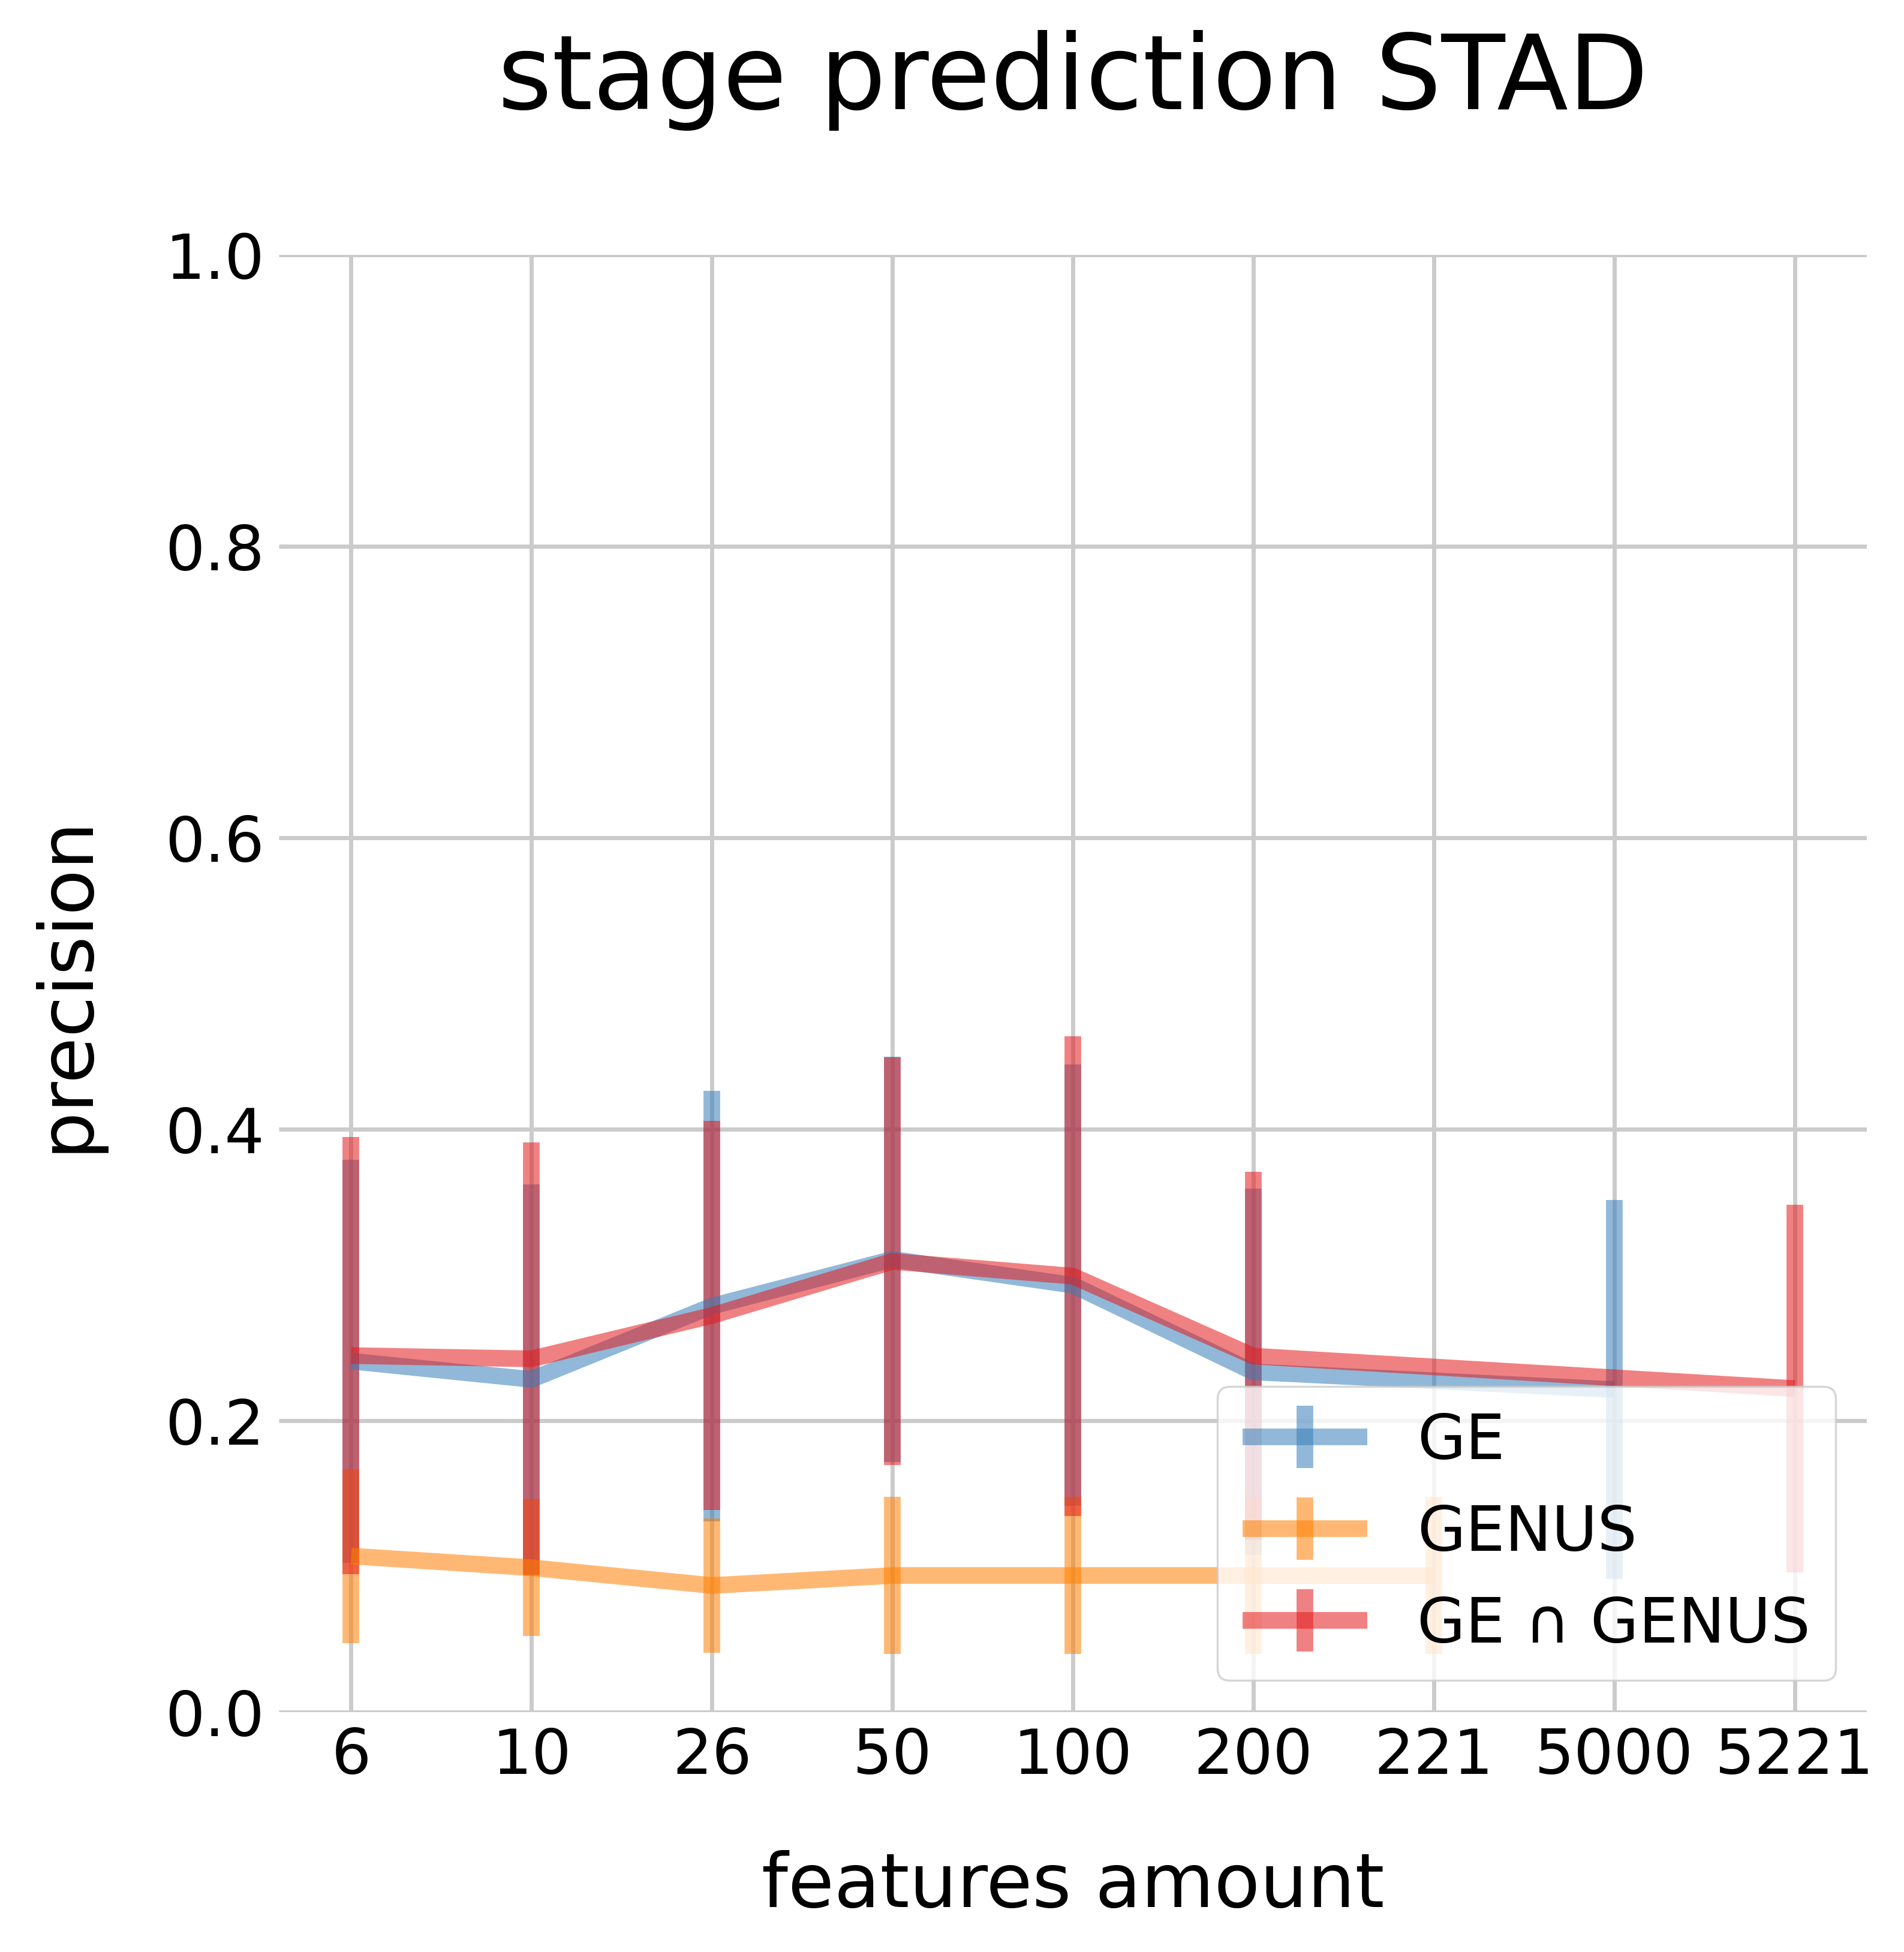 stage prediction STAD
1.0
0.8
0.6
0.4
0.2
0.0
precision
GE
GENUS
GE ∩ GENUS
6 10 26 50 100 200 221 5000 5221
features amount